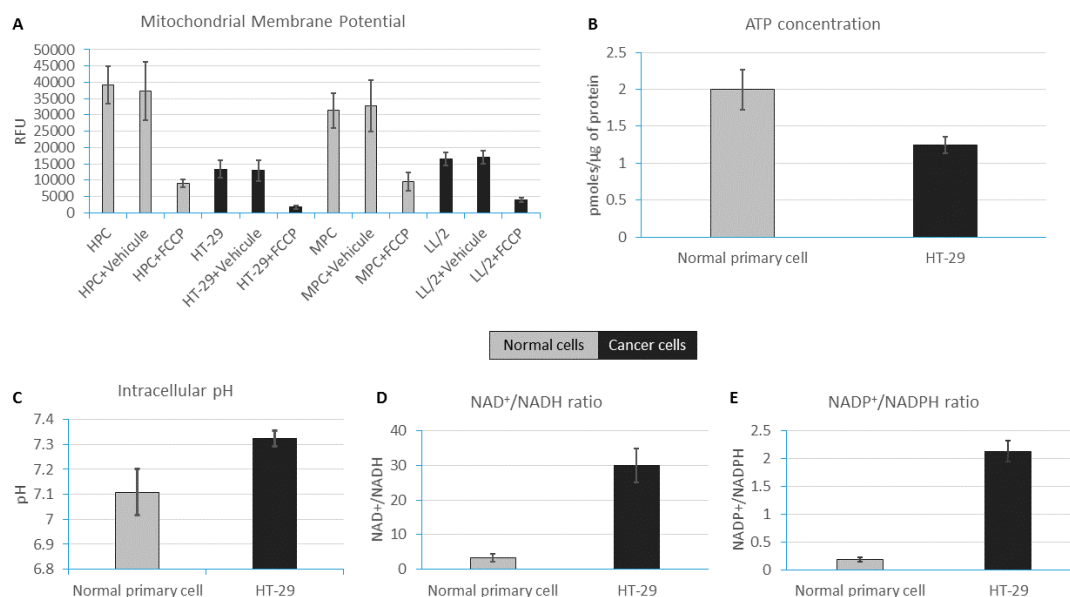 A
Mitochondrial Membrane Potential
RFU
50000
45000
40000
35000
30000
25000
20000
15000
10000
5000
0
HPC
HPC+Vehicule
HPC+FCCP
HT-29
HT-29+Vehicule
HT-29+FCCP
MPC
MPC+Vehicule
MPC+FCCP
LL/2
LL/2+Vehicule
LL/2+FCCP
B
ATP concentration
pmoles/µg of protein
2.5
2
1.5
1
0.5
0
Normal primary cell
HT-29
Normal cells
Cancer cells
C
Intracellular pH
pH
7.4
7.3
7.2
7.1
7
6.9
6.8
Normal primary cell
HT-29
D
NAD⁺/NADH ratio
NAD+/NADH
40
30
20
10
0
Normal primary cell
HT-29
E
NADP⁺/NADPH ratio
NADP+/NADPH
2.5
2
1.5
1
0.5
0
Normal primary cell
HT-29